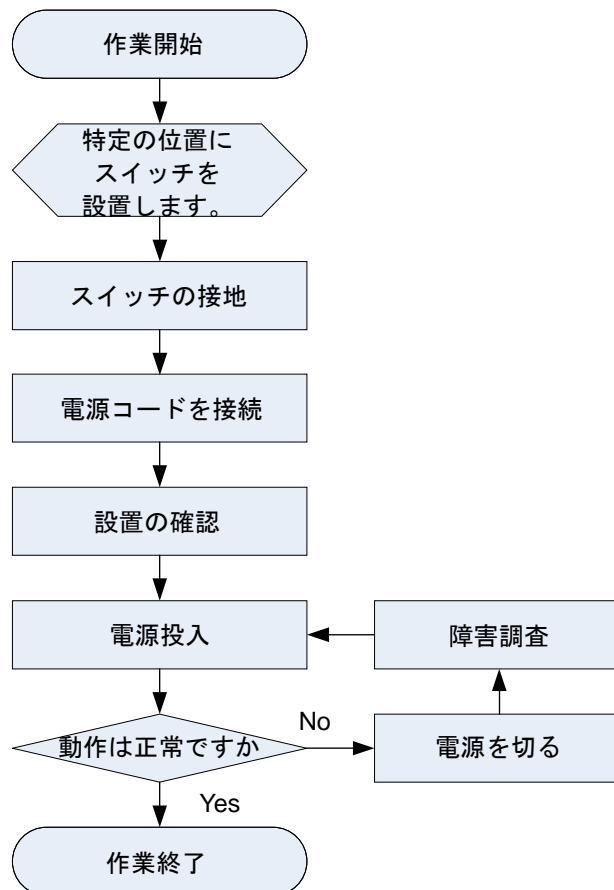 作業開始
特定の位置に
スイッチを
設置します。
スイッチの接地
電源コードを接続
設置の確認
電源投入
障害調査
動作は正常ですか
No
電源を切る
Yes
作業終了